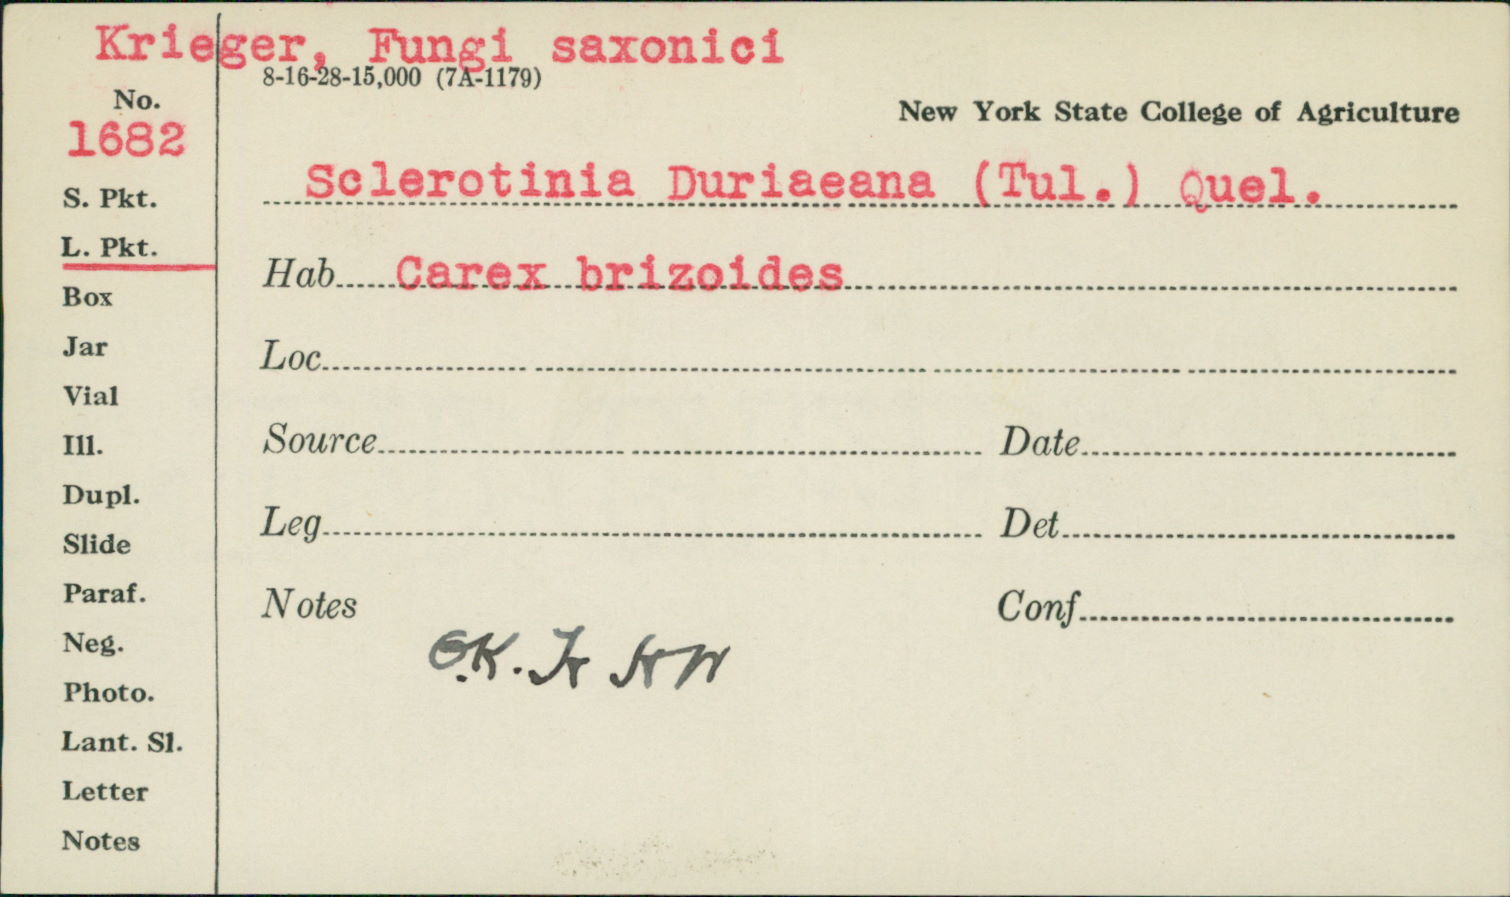 Krieger, Fungi saxonici
8-16-28-15,000 (7A-1179)
No.
1682
New York State College of Agriculture
S. Pkt.
L. Pkt.
Box
Jar
Vial
Ill.
Dupl.
Slide
Paraf.
Neg.
Photo.
Lant. Sl.
Letter
Notes
Sclerotinia Duriaeana (Tul.) Quel.
Hab Carex brizoides
Loc
Source Date
Leg Det
Notes Conf
O.K.